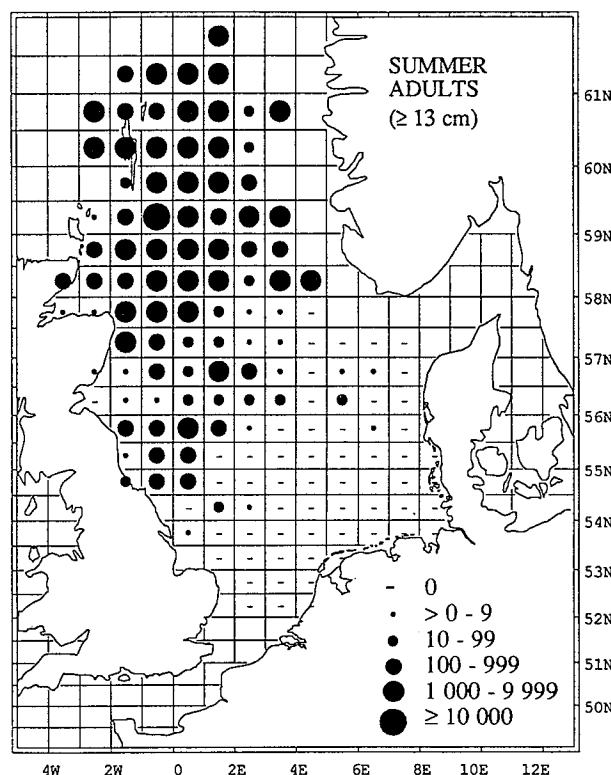 SUMMER
ADULTS
(≥ 13 cm)
61N
60N
59N
58N
57N
56N
55N
54N
53N
52N
51N
50N
- 0
> 0 - 9
10 - 99
100 - 999
1 000 - 9 999
≥ 10 000
4W 2W 0 2E 4E 6E 8E 10E 12E